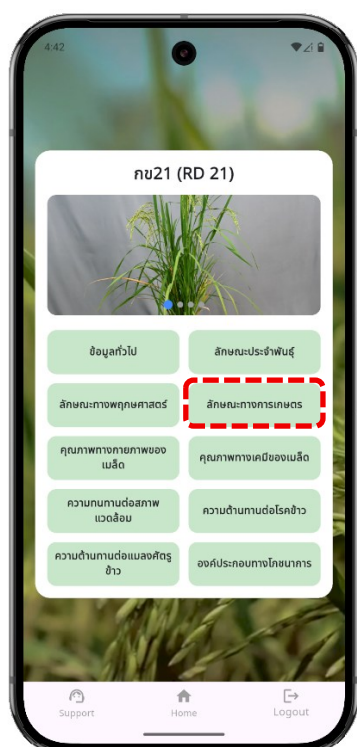 4:42
กข21 (RD 21)
ข้อมูลทั่วไป
ลักษณะประจำพันธุ์
ลักษณะทางพฤกษศาสตร์
ลักษณะทางการเกษตร
คุณภาพทางกายภาพของ
เมล็ด
คุณภาพทางเคมีของเมล็ด
ความทนทานต่อสภาพ
แวดล้อม
ความต้านทานต่อโรคข้าว
ความต้านทานต่อแมลงศัตรู
ข้าว
องค์ประกอบทางโภชนาการ
Support
Home
Logout